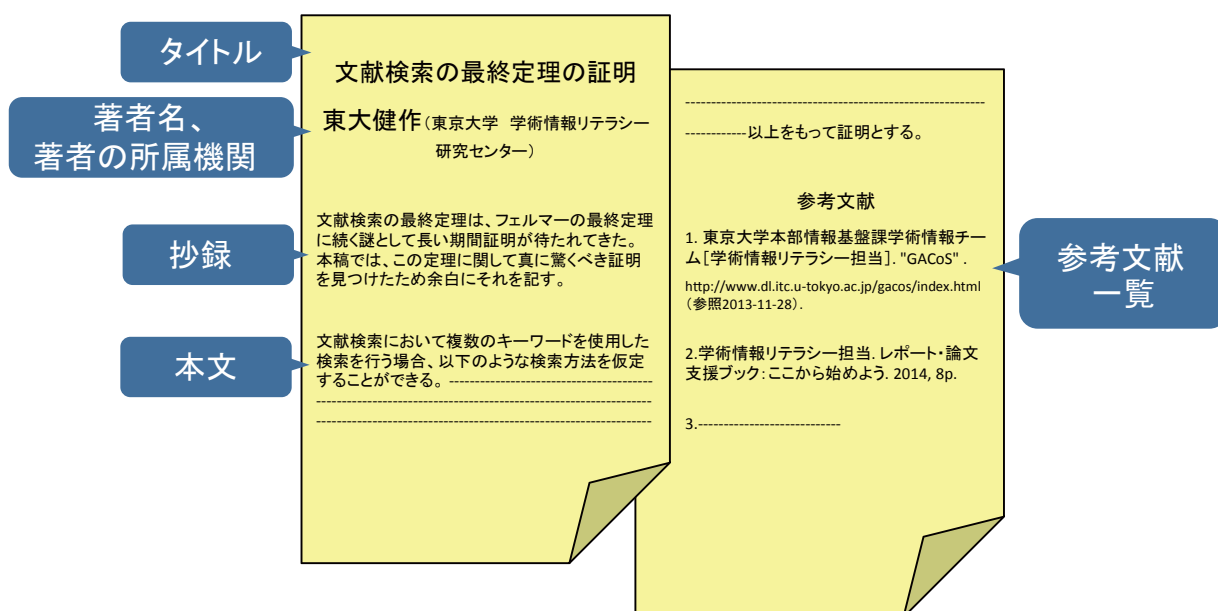 タイトル
著者名、
著者の所属機関
抄録
本文
文献検索の最終定理の証明
東大健作(東京大学　学術情報リテラシー
研究センター)
文献検索の最終定理は、フェルマーの最終定理
に続く謎として長い期間証明が待たれてきた。
本稿では、この定理に関して真に驚くべき証明
を見つけたため余白にそれを記す。
文献検索において複数のキーワードを使用した
検索を行う場合、以下のような検索方法を仮定
することができる。----------------------------------------
-----------------------------------------------------------------
-----------------------------------------------------------------
----------------------------------------------------------
------------以上をもって証明とする。
参考文献
1. 東京大学本部情報基盤課学術情報チー
ム[学術情報リテラシー担当]. "GACoS" .
http://www.dl.itc.u-tokyo.ac.jp/gacos/index.html
(参照2013-11-28).
2.学術情報リテラシー担当. レポート・論文
支援ブック:ここから始めよう. 2014, 8p.
3.----------------------------
参考文献
一覧